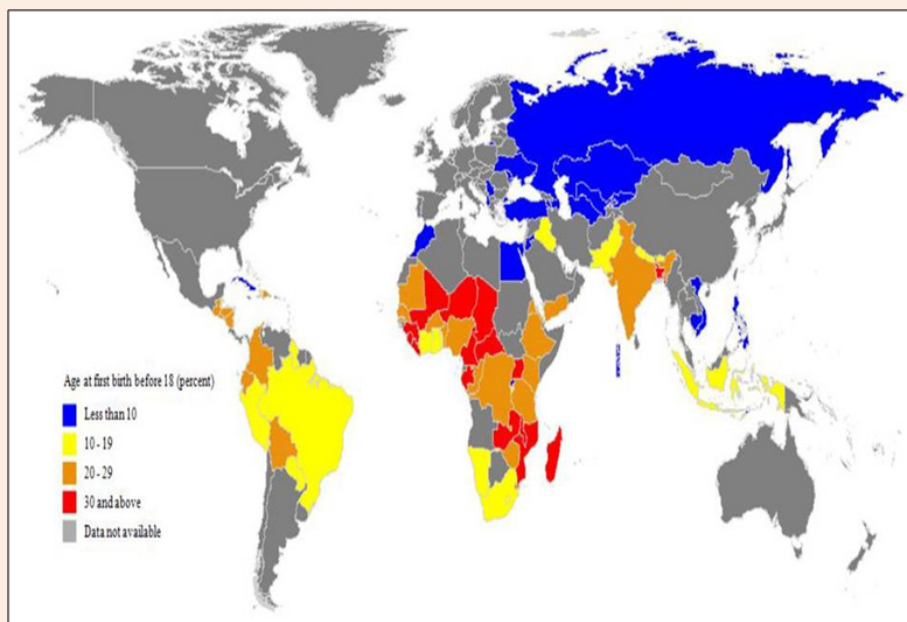 Age at first birth before 18 (percent)
Less than 10
10 - 19
20 - 29
30 and above
Data not available